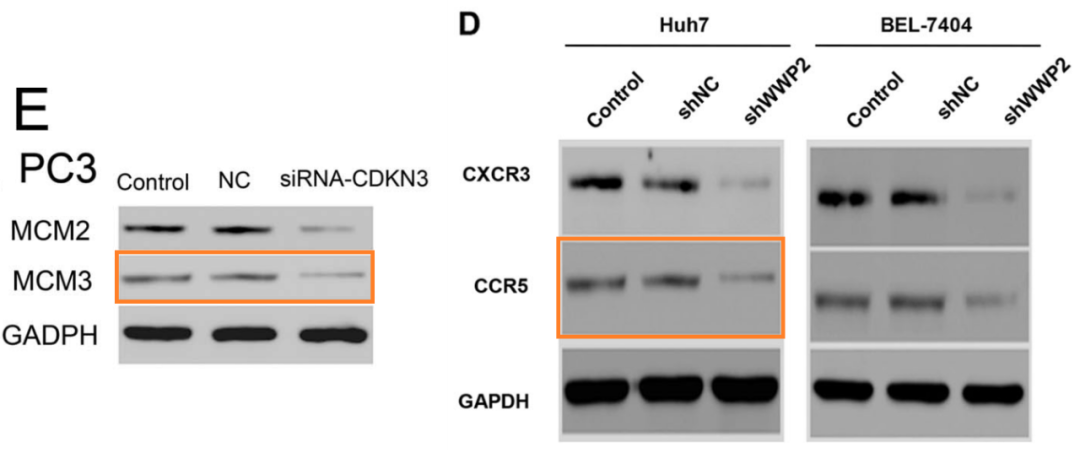 E
PC3
Control NC siRNA-CDKN3
MCM2
MCM3
GADPH
D
Huh7 BEL-7404
Control shNC shWWP2 Control shNC shWWP2
CXCR3
CCR5
GAPDH